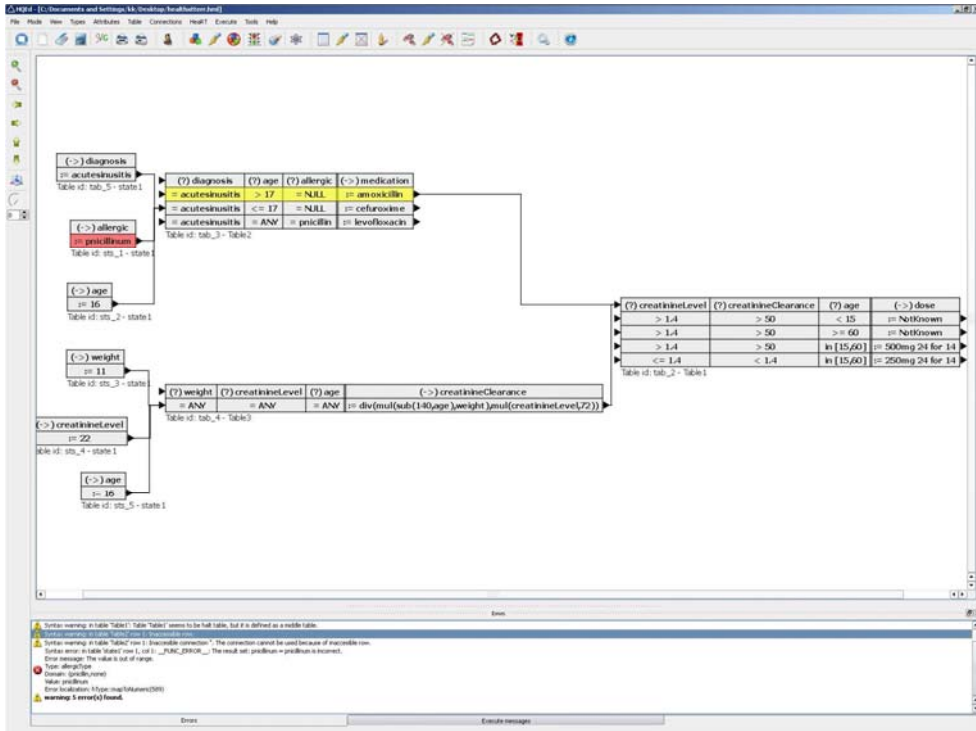 HQEd - [C:/Documents and Settings/kk/Desktop/healthattzer.hml]
File Mode View Types Attributes Table Connections HeaRT Execute Tools Help
(->) diagnosis
:= acutesinusitis
Table id: tab_5 - state1
(?) diagnosis (?) age (?) allergic (->) medication
= acutesinusitis > 17 = NULL := amoxicillin
= acutesinusitis <= 17 = NULL := cefuroxime
= acutesinusitis = ANY = pnicillin := levofloxacin
Table id: tab_3 - Table2
(->) allergic
:= pnicillinum
Table id: sts_1 - state1
(->) age
:= 16
Table id: sts_2 - state1
(?) creatinineLevel (?) creatinineClearance (?) age (->) dose
> 1.4 > 50 < 15 := NotKnown
> 1.4 > 50 >= 60 := NotKnown
> 1.4 > 50 in [15,60] := 500mg 24 for 14
<= 1.4 < 1.4 in [15,60] := 250mg 24 for 14
Table id: tab_2 - Table1
(->) weight
:= 11
Table id: sts_3 - state1
(?) weight (?) creatinineLevel (?) age (->) creatinineClearance
= ANY = ANY = ANY := div(mul(sub(140,age),weight),mul(creatinineLevel,72))
Table id: tab_4 - Table3
(->) creatinineLevel
:= 22
able id: sts_4 - state1
(->) age
:= 16
Table id: sts_5 - state1
Errors
Syntax warning: in table 'Table1': Table 'Table1' seems to be halt table, but it is defined as a middle table.
Syntax warning: in table 'Table2' row 1: Inaccessible row.
Syntax warning: in table 'Table2' row 1: Inaccessible connection ''. The connection cannot be used because of inaccessible row.
Syntax error: in table 'state1' row 1, col 1: __FUNC_ERROR__: The result set: pnicillinum = pnicillinum is incorrect.
Error message: The value is out of range.
Type: allergicType
Domain: {pnicillin,none}
Value: pnicillinum
Error localization: hType::mapToNumeric(589)
warning: 5 error(s) found.
Errors Execute messages